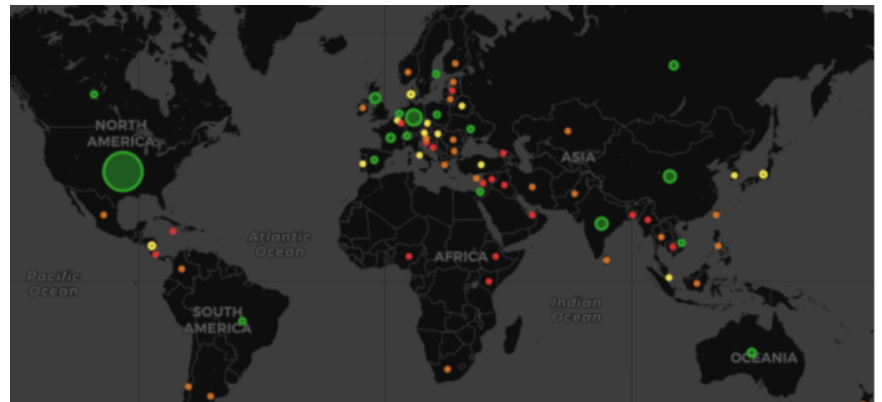 NORTH
AMERICA
ASIA
Atlantic
Ocean
AFRICA
Pacific
Ocean
Indian
Ocean
SOUTH
AMERICA
OCEANIA